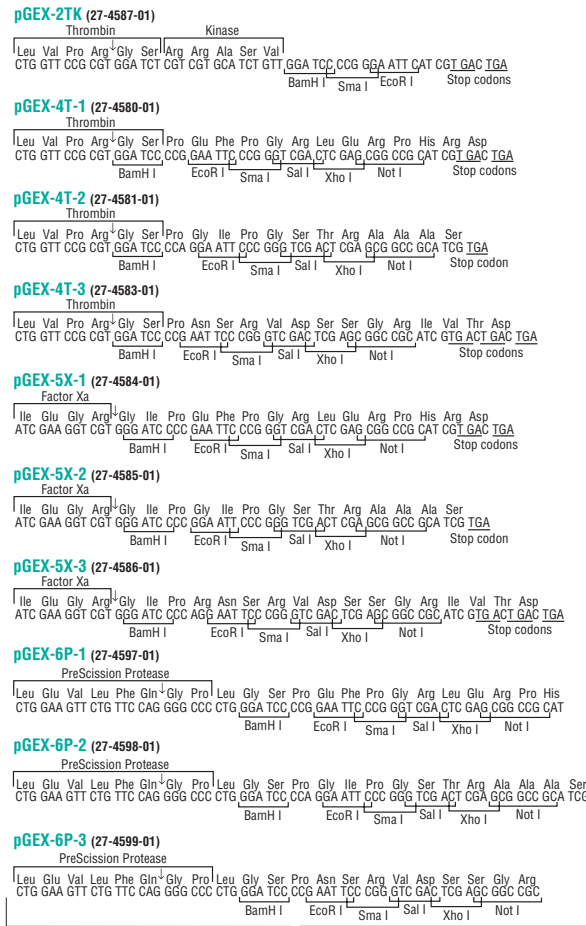 pGEX-2TK (27-4587-01)
Thrombin Kinase
Leu Val Pro Arg↓Gly Ser Arg Arg Ala Ser Val
CTG GTT CCG CGT GGA TCT CGT CGT GCA TCT GTT GGA TCC CCG GGA ATT CAT CGT GAC TGA
BamH I Sma I EcoR I Stop codons
pGEX-4T-1 (27-4580-01)
Thrombin
Leu Val Pro Arg↓Gly Ser Pro Glu Phe Pro Gly Arg Leu Glu Arg Pro His Arg Asp
CTG GTT CCG CGT GGA TCC CCG GAA TTC CCG GGT CGA CTC GAG CGG CCG CAT CGT GAC TGA
BamH I EcoR I Sma I Sal I Xho I Not I Stop codons
pGEX-4T-2 (27-4581-01)
Thrombin
Leu Val Pro Arg↓Gly Ser Pro Gly Ile Pro Gly Ser Thr Arg Ala Ala Ala Ser
CTG GTT CCG CGT GGA TCC CCA GGA ATT CCC GGG TCG ACT CGA GCG GCC GCA TCG TGA
BamH I EcoR I Sma I Sal I Xho I Not I Stop codon
pGEX-4T-3 (27-4583-01)
Thrombin
Leu Val Pro Arg↓Gly Ser Pro Asn Ser Arg Val Asp Ser Ser Gly Arg Ile Val Thr Asp
CTG GTT CCG CGT GGA TCC CCG AAT TCC CGG GTC GAC TCG AGC GGC CGC ATC GTG ACT GAC TGA
BamH I EcoR I Sma I Sal I Xho I Not I Stop codons
pGEX-5X-1 (27-4584-01)
Factor Xa
Ile Glu Gly Arg↓Gly Ile Pro Glu Phe Pro Gly Arg Leu Glu Arg Pro His Arg Asp
ATC GAA GGT CGT GGG ATC CCC GAA TTC CCG GGT CGA CTC GAG CGG CCG CAT CGT GAC TGA
BamH I EcoR I Sma I Sal I Xho I Not I Stop codons
pGEX-5X-2 (27-4585-01)
Factor Xa
Ile Glu Gly Arg↓Gly Ile Pro Gly Ile Pro Gly Ser Thr Arg Ala Ala Ala Ser
ATC GAA GGT CGT GGG ATC CCC GGA ATT CCC GGG TCG ACT CGA GCG GCC GCA TCG TGA
BamH I EcoR I Sma I Sal I Xho I Not I Stop codon
pGEX-5X-3 (27-4586-01)
Factor Xa
Ile Glu Gly Arg↓Gly Ile Pro Arg Asn Ser Arg Val Asp Ser Ser Gly Arg Ile Val Thr Asp
ATC GAA GGT CGT GGG ATC CCC AGG AAT TCC CGG GTC GAC TCG AGC GGC CGC ATC GTG ACT GAC TGA
BamH I EcoR I Sma I Sal I Xho I Not I Stop codons
pGEX-6P-1 (27-4597-01)
PreScission Protease
Leu Glu Val Leu Phe Gln↓Gly Pro Leu Gly Ser Pro Glu Phe Pro Gly Arg Leu Glu Arg Pro His
CTG GAA GTT CTG TTC CAG GGG CCC CTG GGA TCC CCG GAA TTC CCG GGT CGA CTC GAG CGG CCG CAT
BamH I EcoR I Sma I Sal I Xho I Not I
pGEX-6P-2 (27-4598-01)
PreScission Protease
Leu Glu Val Leu Phe Gln↓Gly Pro Leu Gly Ser Pro Gly Ile Pro Gly Ser Thr Arg Ala Ala Ala Ser
CTG GAA GTT CTG TTC CAG GGG CCC CTG GGA TCC CCA GGA ATT CCC GGG TCG ACT CGA GCG GCC GCA TCG
BamH I EcoR I Sma I Sal I Xho I Not I
pGEX-6P-3 (27-4599-01)
PreScission Protease
Leu Glu Val Leu Phe Gln↓Gly Pro Leu Gly Ser Pro Asn Ser Arg Val Asp Ser Ser Gly Arg
CTG GAA GTT CTG TTC CAG GGG CCC CTG GGA TCC CCG AAT TCC CGG GTC GAC TCG AGC GGC CGC
BamH I EcoR I Sma I Sal I Xho I Not I